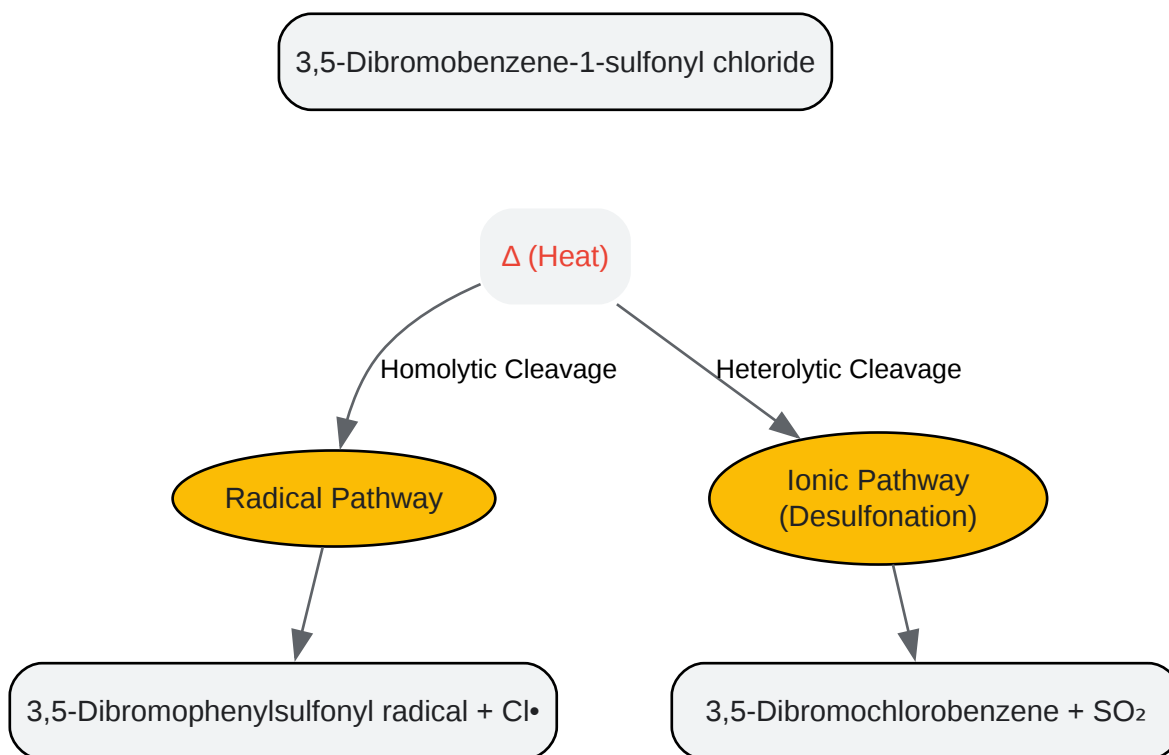 3,5-Dibromobenzene-1-sulfonyl chloride
Δ (Heat)
Homolytic Cleavage
Heterolytic Cleavage
Radical Pathway
Ionic Pathway
(Desulfonation)
3,5-Dibromophenylsulfonyl radical + Cl•
3,5-Dibromochlorobenzene + SO₂